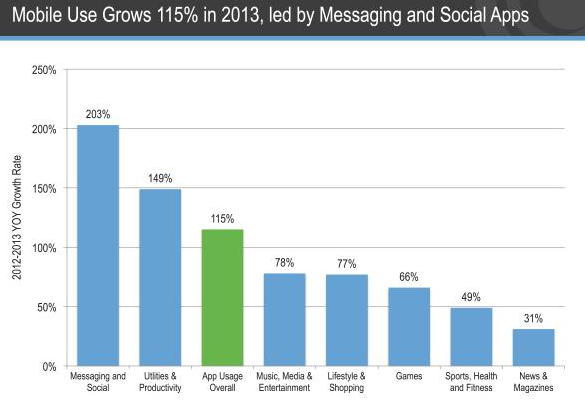 Mobile Use Grows 115% in 2013, led by Messaging and Social Apps
250%
200%
150%
100%
50%
0%
2012-2013 YOY Growth Rate
203%
149%
115%
78%
77%
66%
49%
31%
Messaging and
Social
Utlities &
Productivity
App Usage
Overall
Music, Media &
Entertainment
Lifestyle &
Shopping
Games
Sports, Health
and Fitness
News &
Magazines